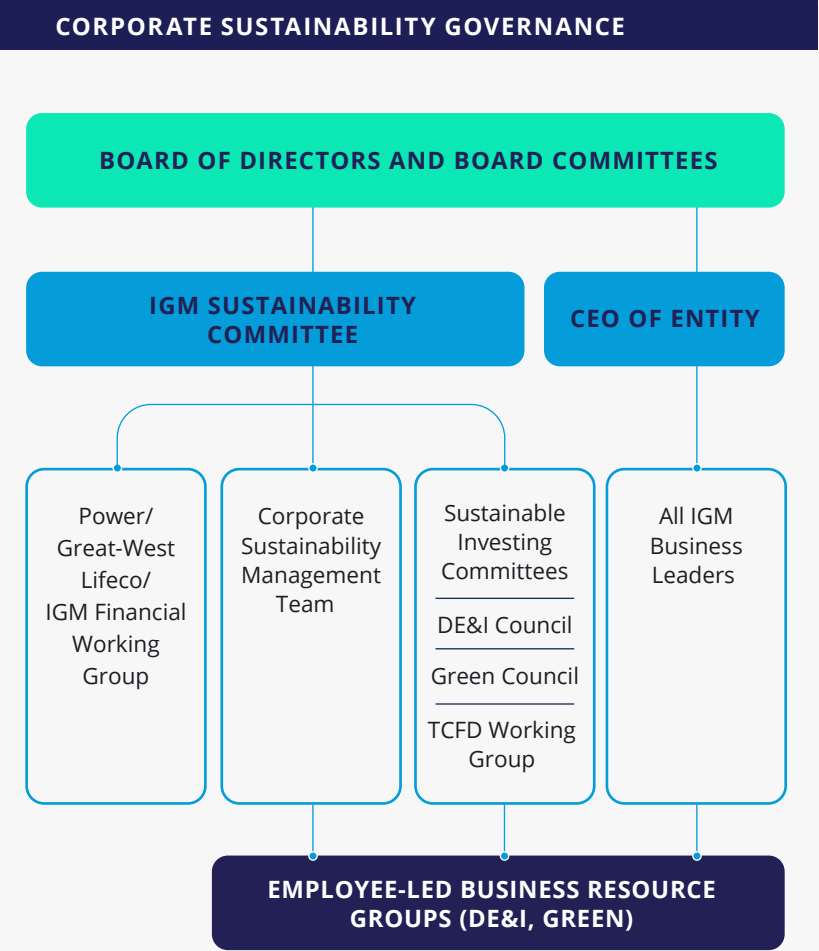 CORPORATE SUSTAINABILITY GOVERNANCE
BOARD OF DIRECTORS AND BOARD COMMITTEES
IGM SUSTAINABILITY
COMMITTEE
CEO OF ENTITY
Power/
Great-West
Lifeco/
IGM Financial
Working
Group
Corporate
Sustainability
Management
Team
Sustainable
Investing
Committees
DE&I Council
Green Council
TCFD Working
Group
All IGM
Business
Leaders
EMPLOYEE-LED BUSINESS RESOURCE
GROUPS (DE&I, GREEN)